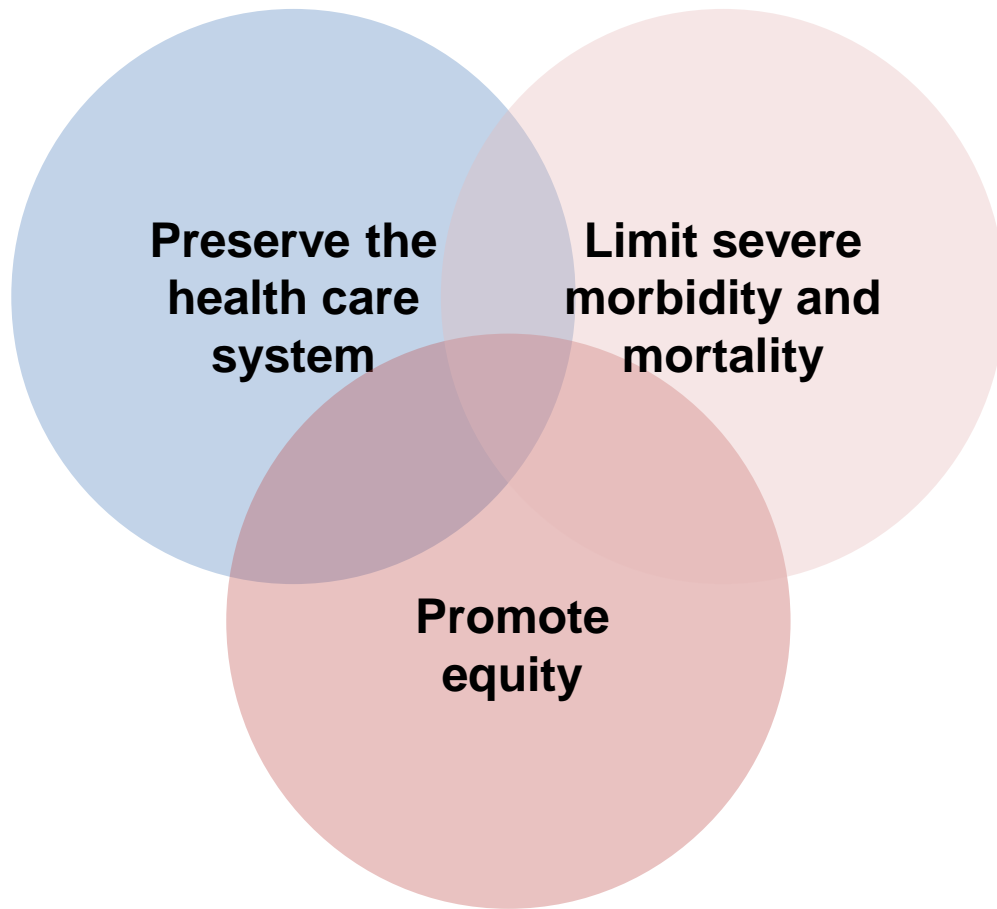 Preserve the
health care
system
Limit severe
morbidity and
mortality
Promote
equity